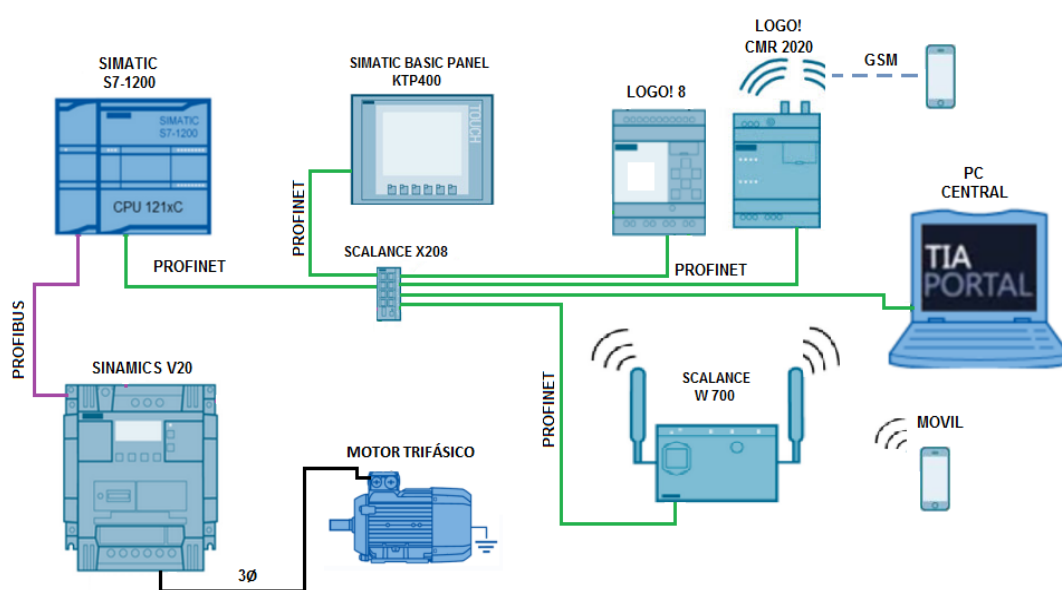 SIMATIC
S7-1200
SIMATIC BASIC PANEL
KTP400
LOGO!
CMR 2020
GSM
LOGO! 8
SIMATIC
S7-1200
CPU 121xC
TOUCH
PC
CENTRAL
TIA
PORTAL
PROFINET
SCALANCE X208
PROFINET
PROFINET
PROFIBUS
SINAMICS V20
SCALANCE
W 700
PROFINET
MOVIL
MOTOR TRIFÁSICO
3Ø